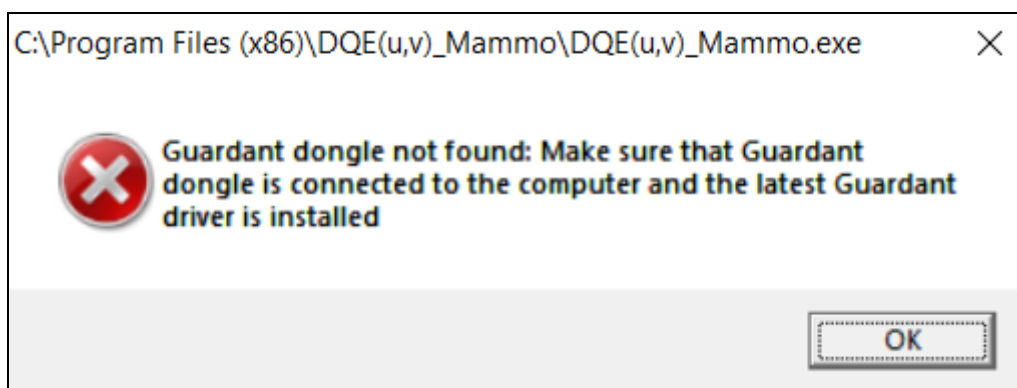 C:\Program Files (x86)\DQE(u,v)_Mammo\DQE(u,v)_Mammo.exe
Guardant dongle not found: Make sure that Guardant
dongle is connected to the computer and the latest Guardant
driver is installed
OK